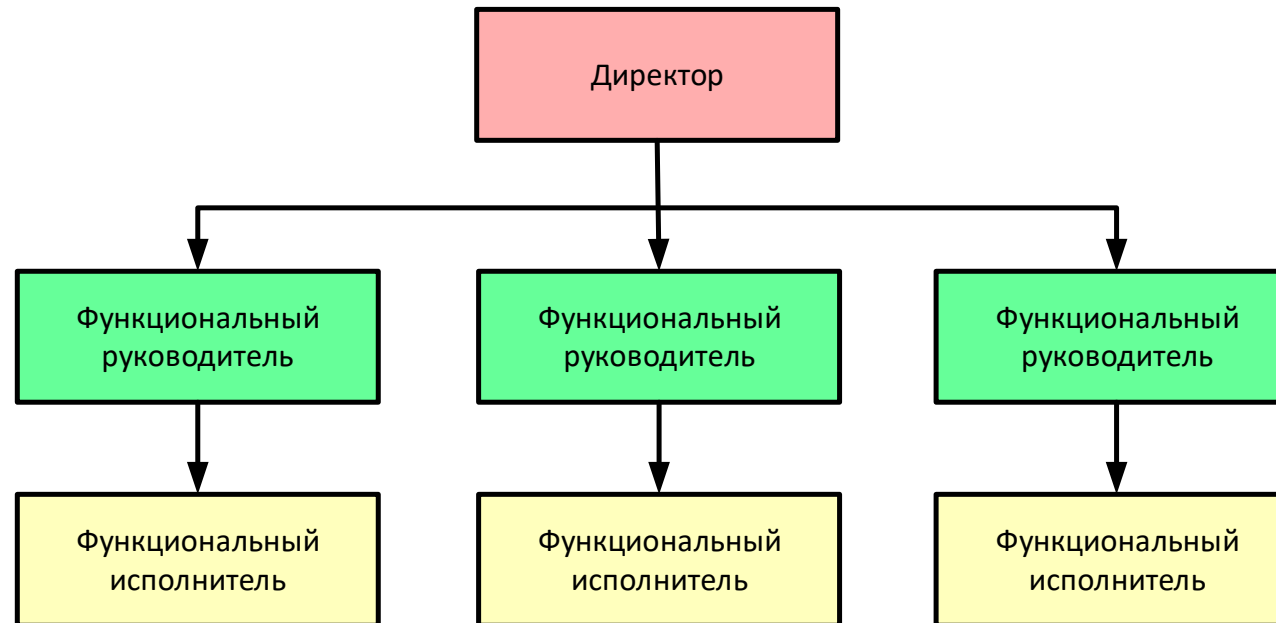 Директор
Функциональный
руководитель
Функциональный
руководитель
Функциональный
руководитель
Функциональный
исполнитель
Функциональный
исполнитель
Функциональный
исполнитель